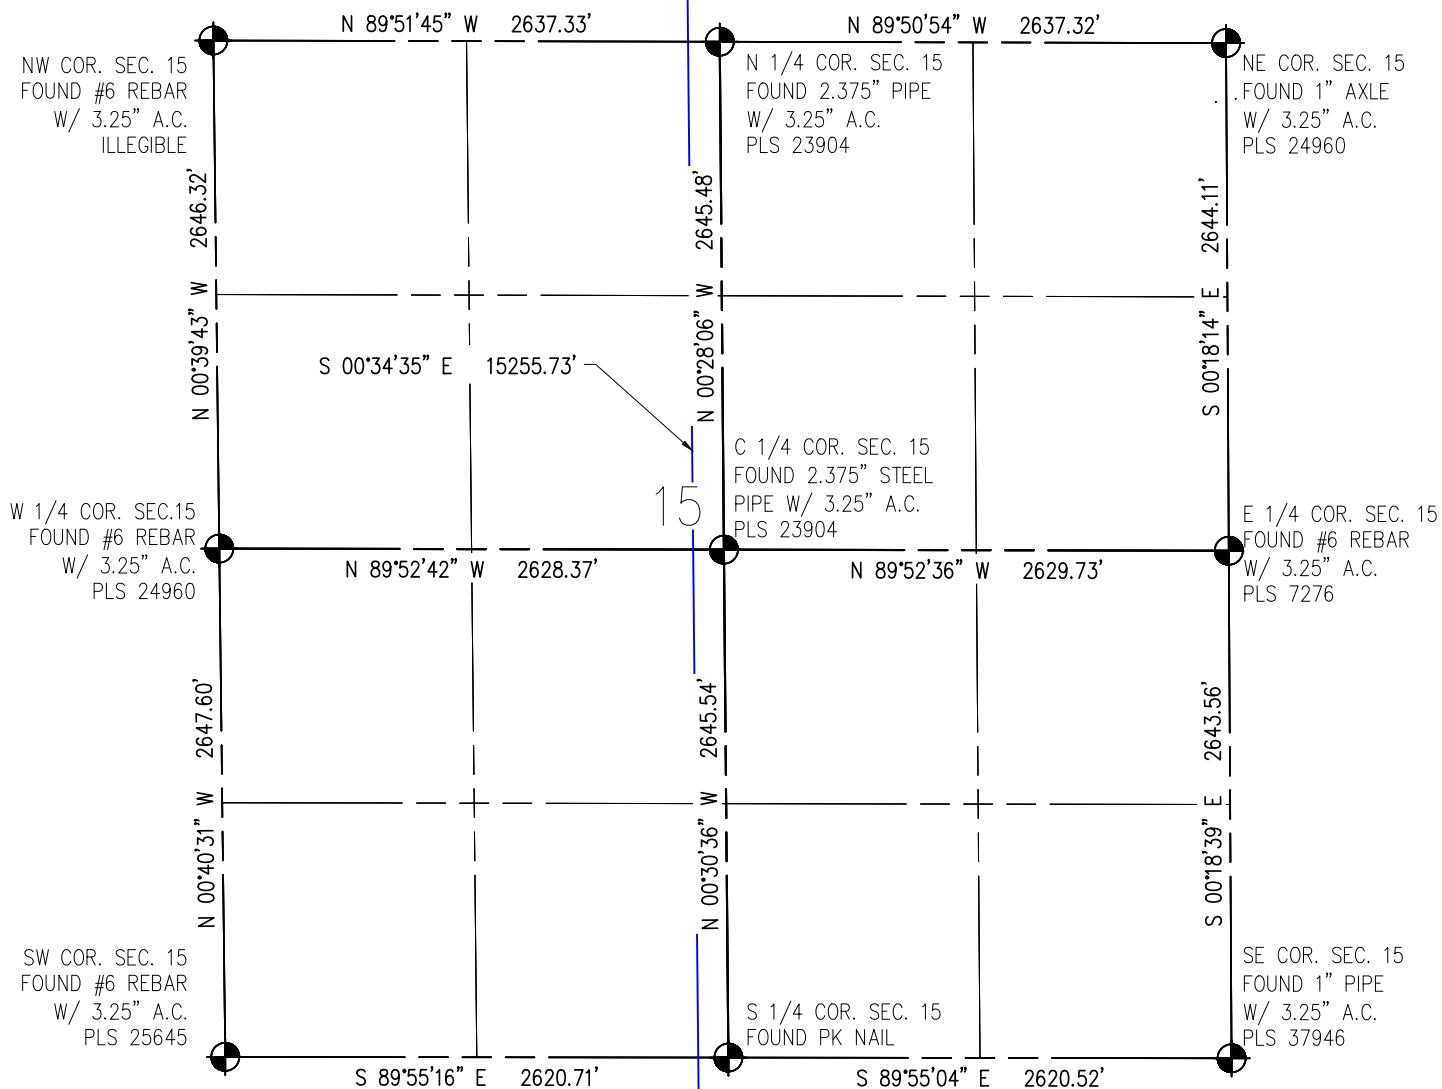 N 89°51'45" W 2637.33'
N 89°50'54" W 2637.32'
NW COR. SEC. 15
FOUND #6 REBAR
W/ 3.25" A.C.
ILLEGIBLE
N 1/4 COR. SEC. 15
FOUND 2.375" PIPE
W/ 3.25" A.C.
PLS 23904
NE COR. SEC. 15
FOUND 1" AXLE
W/ 3.25" A.C.
PLS 24960
N 00°39'43" W 2646.32'
N 00°28'06" W 2645.48'
S 00°18'14" E 2644.11'
S 00°34'35" E 15255.73'
C 1/4 COR. SEC. 15
FOUND 2.375" STEEL
PIPE W/ 3.25" A.C.
PLS 23904
15
W 1/4 COR. SEC.15
FOUND #6 REBAR
W/ 3.25" A.C.
PLS 24960
E 1/4 COR. SEC. 15
FOUND #6 REBAR
W/ 3.25" A.C.
PLS 7276
N 89°52'42" W 2628.37'
N 89°52'36" W 2629.73'
N 00°40'31" W 2647.60'
N 00°30'36" W 2645.54'
S 00°18'39" E 2643.56'
SW COR. SEC. 15
FOUND #6 REBAR
W/ 3.25" A.C.
PLS 25645
S 1/4 COR. SEC. 15
FOUND PK NAIL
SE COR. SEC. 15
FOUND 1" PIPE
W/ 3.25" A.C.
PLS 37946
S 89°55'16" E 2620.71'
S 89°55'04" E 2620.52'